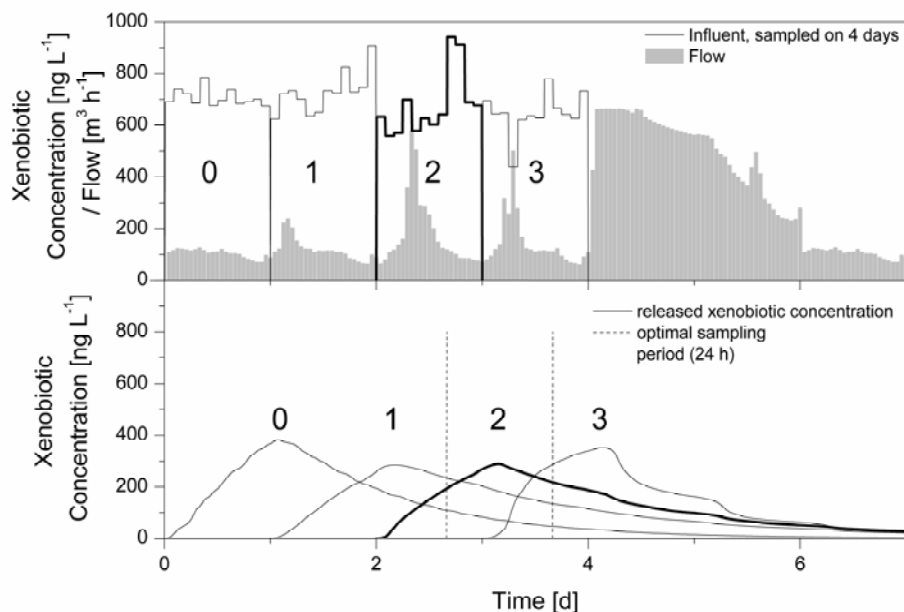 Xenobiotic
Concentration [ng L⁻¹]
/ Flow [m³ h⁻¹]
1000
800
600
400
200
0
Influent, sampled on 4 days
Flow
0
1
2
3
Xenobiotic
Concentration [ng L⁻¹]
800
600
400
200
0
released xenobiotic concentration
optimal sampling
period (24 h)
0
1
2
3
0
2
4
6
Time [d]